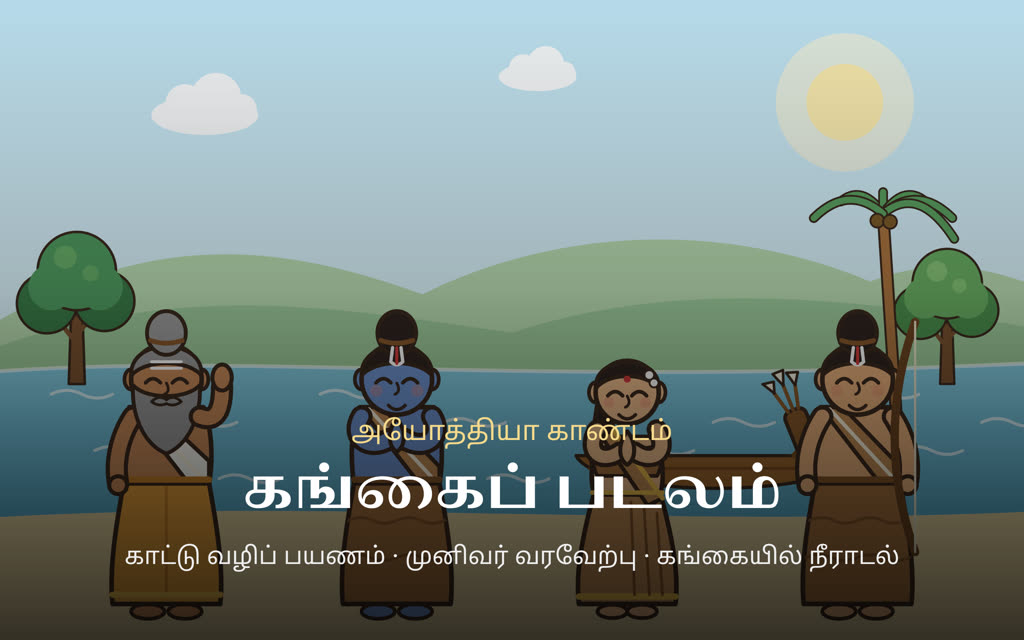 அயோத்தியா காண்டம்
கங்கைப் படலம்
காட்டு வழிப் பயணம் · முனிவர் வரவேற்பு · கங்கையில் நீராடல்